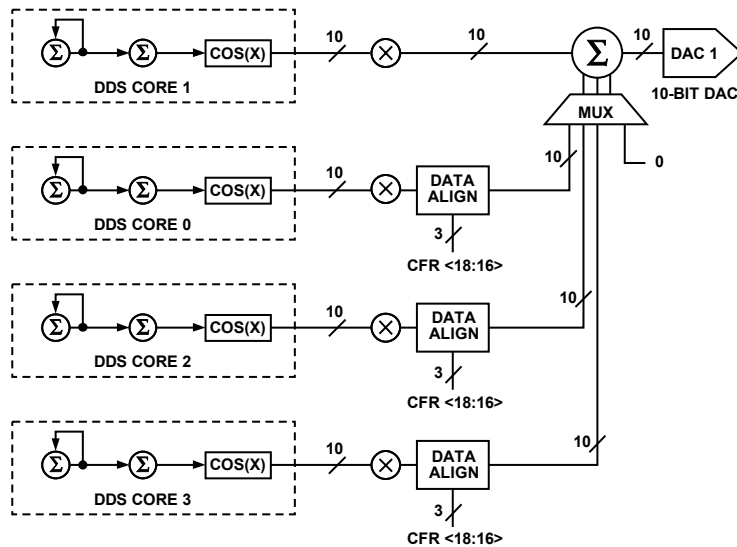 Σ Σ COS(X) 10 × 10 Σ 10 DAC 1
DDS CORE 1
10-BIT DAC
MUX
10
0
Σ Σ COS(X) 10 × DATA ALIGN
DDS CORE 0
3
CFR <18:16>
10
Σ Σ COS(X) 10 × DATA ALIGN
DDS CORE 2
3
CFR <18:16>
10
Σ Σ COS(X) 10 × DATA ALIGN
DDS CORE 3
3
CFR <18:16>